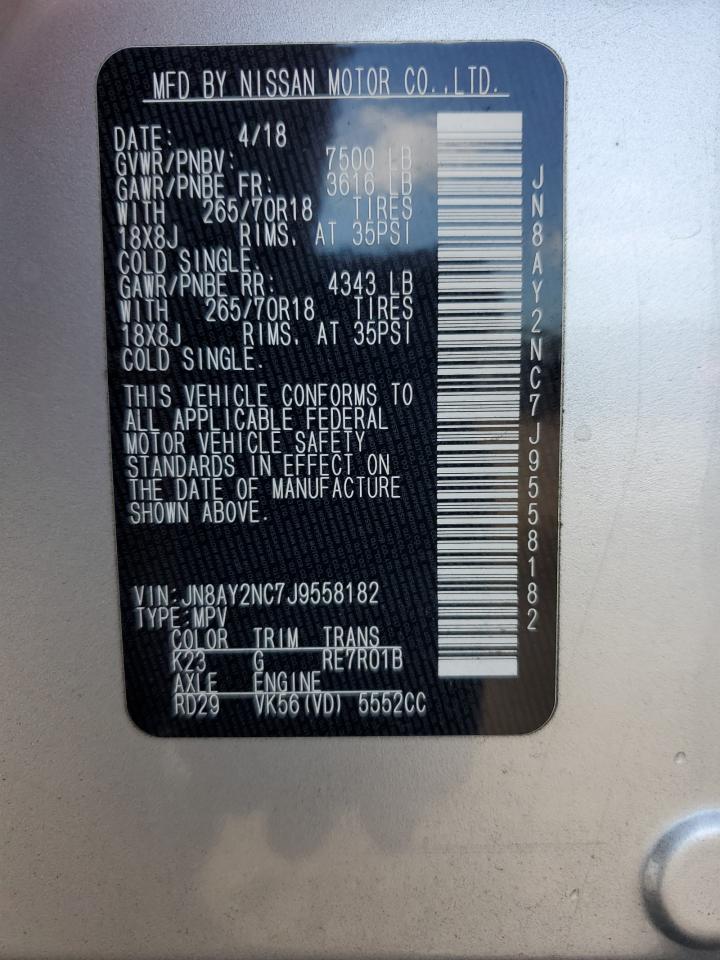 MFD BY NISSAN MOTOR CO.,LTD.
DATE: 4/18
GVWR/PNBV: 7500 LB
GAWR/PNBE FR: 3616 LB
WITH 265/70R18 TIRES
18X8J RIMS, AT 35PSI
COLD SINGLE.
GAWR/PNBE RR: 4343 LB
WITH 265/70R18 TIRES
18X8J RIMS, AT 35PSI
COLD SINGLE.
THIS VEHICLE CONFORMS TO
ALL APPLICABLE FEDERAL
MOTOR VEHICLE SAFETY
STANDARDS IN EFFECT ON
THE DATE OF MANUFACTURE
SHOWN ABOVE.
VIN:JN8AY2NC7J9558182
TYPE:MPV
COLOR TRIM TRANS
K23 G RE7R01B
AXLE ENGINE
RD29 VK56(VD) 5552CC
JN8AY2NC7J9558182